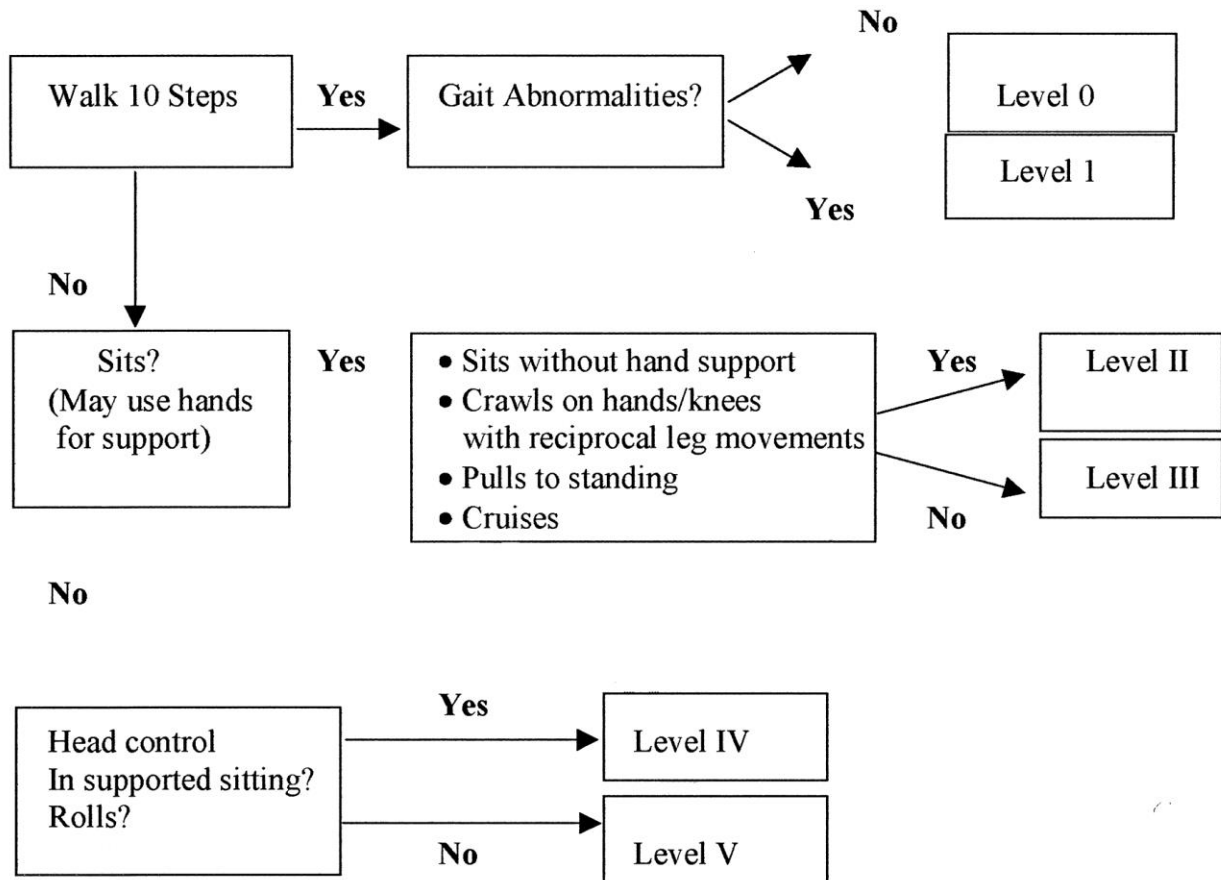 No
Walk 10 Steps
Yes
Gait Abnormalities?
Level 0
Level 1
Yes
No
Sits?
(May use hands
for support)
Yes
• Sits without hand support
• Crawls on hands/knees
with reciprocal leg movements
• Pulls to standing
• Cruises
Yes
Level II
Level III
No
No
Head control
In supported sitting?
Rolls?
Yes
Level IV
No
Level V